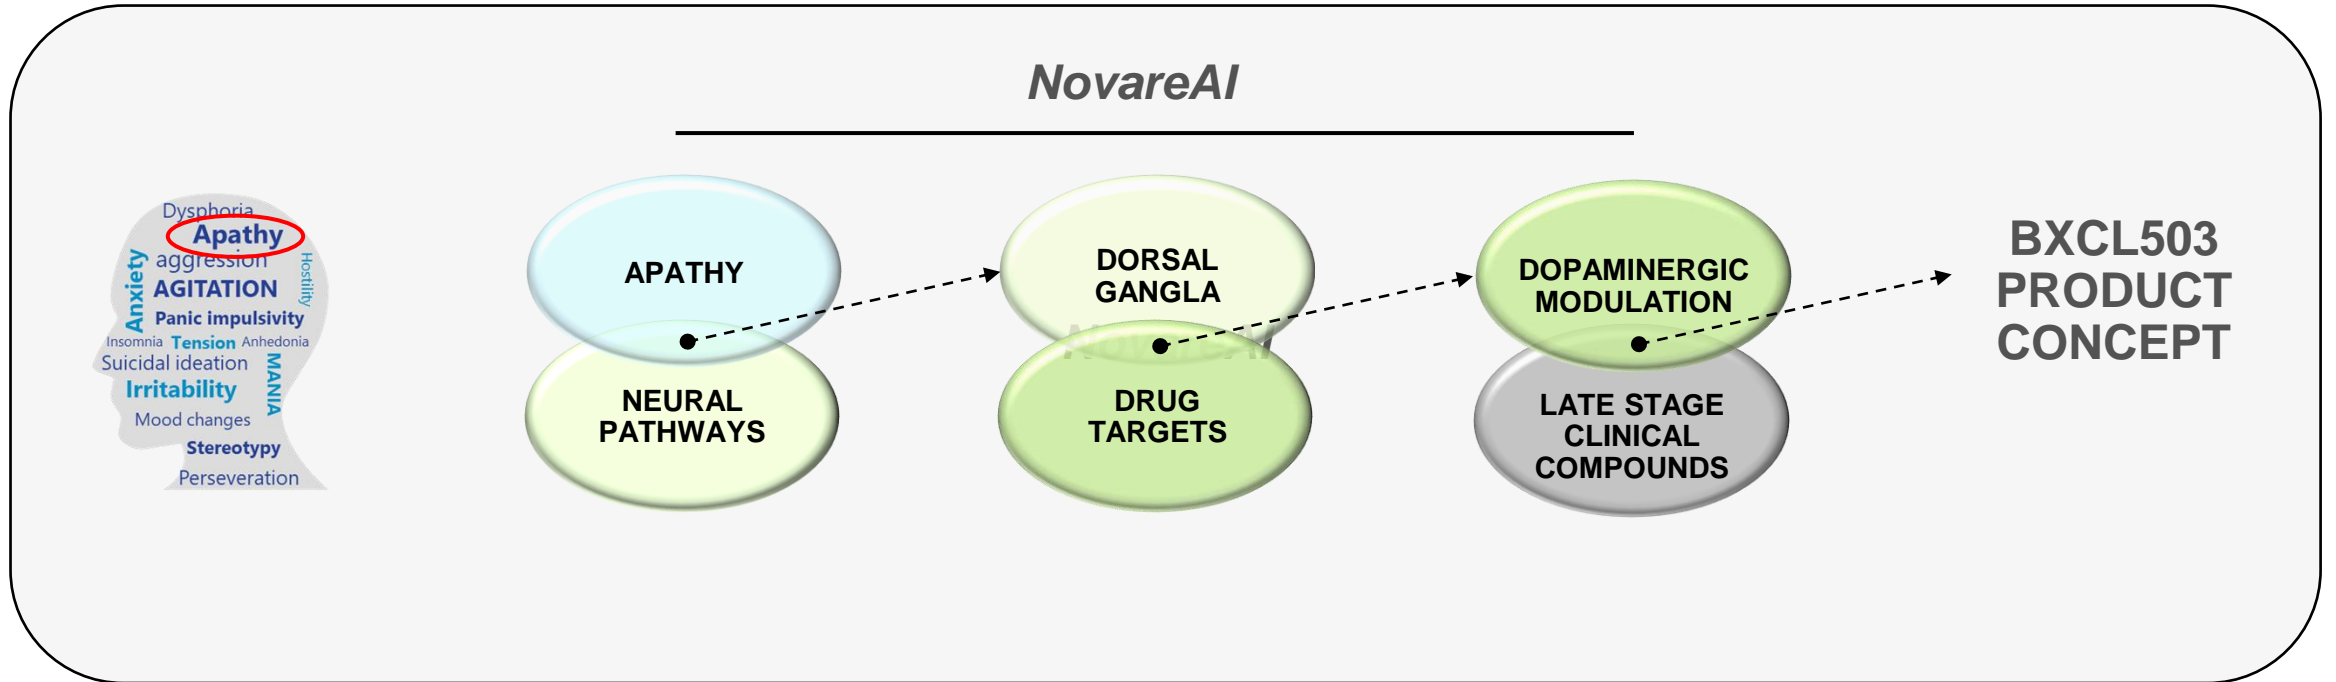 NovareAI
Dysphoria
Apathy
aggression
Hostility
Anxiety
AGITATION
Panic impulsivity
Insomnia Tension Anhedonia
Suicidal ideation
MANIA
Irritability
Mood changes
Stereotypy
Perseveration
APATHY
NEURAL
PATHWAYS
DORSAL
GANGLA
NovareAI
DRUG
TARGETS
DOPAMINERGIC
MODULATION
LATE STAGE
CLINICAL
COMPOUNDS
BXCL503
PRODUCT
CONCEPT